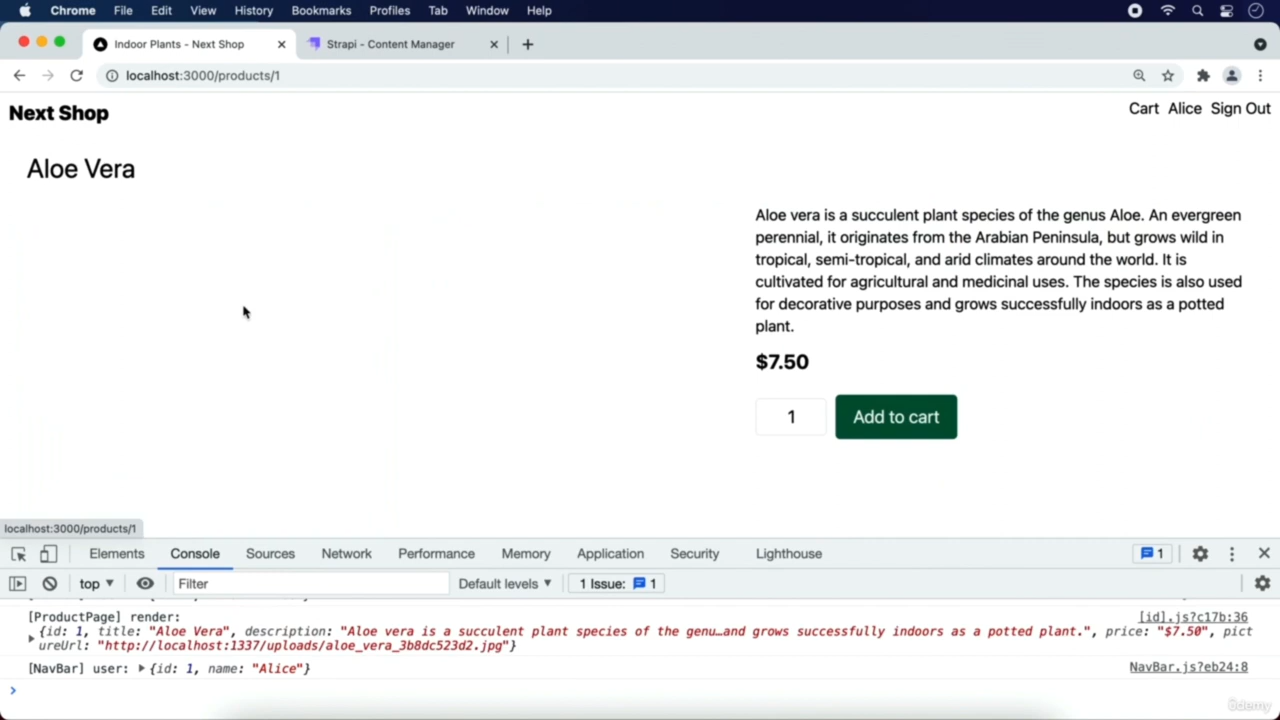 Chrome File Edit View History Bookmarks Profiles Tab Window Help
Indoor Plants - Next Shop
Strapi - Content Manager
localhost:3000/products/1
Next Shop
Cart Alice Sign Out
Aloe Vera
Aloe vera is a succulent plant species of the genus Aloe. An evergreen
perennial, it originates from the Arabian Peninsula, but grows wild in
tropical, semi-tropical, and arid climates around the world. It is
cultivated for agricultural and medicinal uses. The species is also used
for decorative purposes and grows successfully indoors as a potted
plant.
$7.50
1
Add to cart
localhost:3000/products/1
Elements Console Sources Network Performance Memory Application Security Lighthouse 1
top Filter Default levels 1 Issue: 1
[ProductPage] render: [id].js?c17b:36
{id: 1, title: "Aloe Vera", description: "Aloe vera is a succulent plant species of the genu…and grows successfully indoors as a potted plant.", price: "$7.50", pict
ureUrl: "http://localhost:1337/uploads/aloe_vera_3b8dc523d2.jpg"}
[NavBar] user: {id: 1, name: "Alice"} NavBar.js?eb24:8
ûdemy